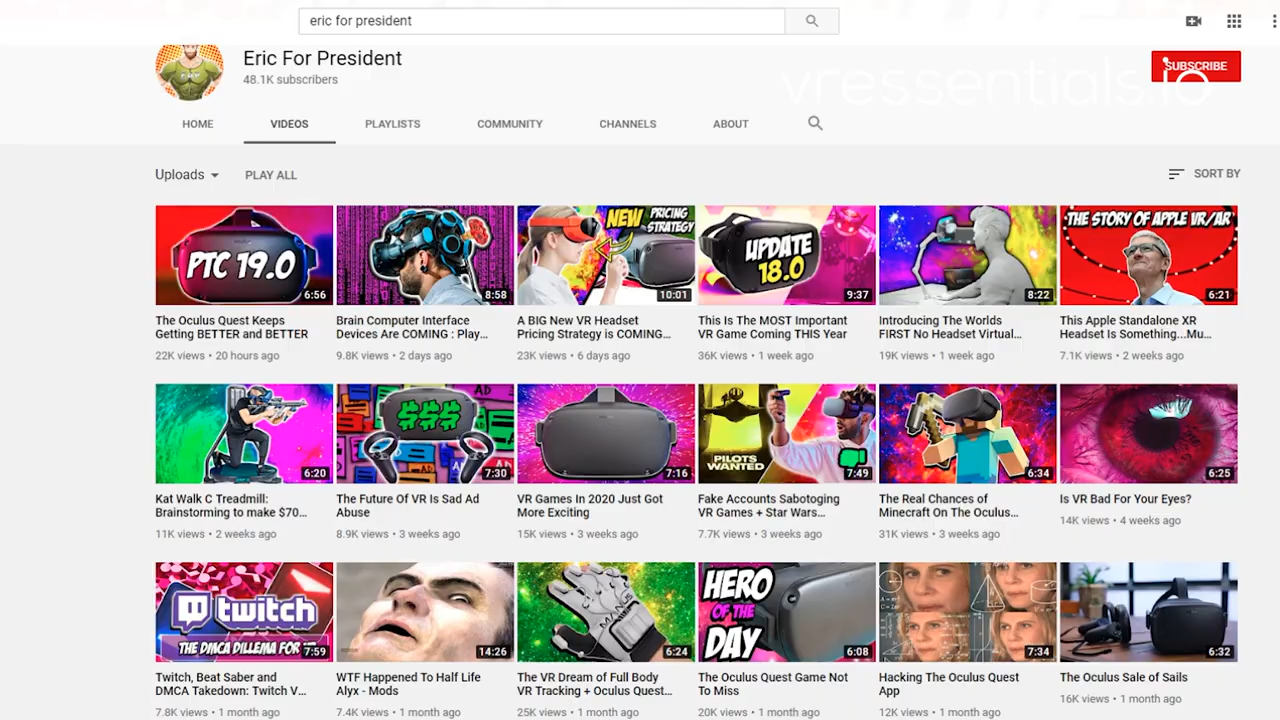 eric for president
Eric For President
48.1K subscribers
SUBSCRIBE
vressentials.io
HOME VIDEOS PLAYLISTS COMMUNITY CHANNELS ABOUT
Uploads PLAY ALL SORT BY
PTC 19.0
6:56
8:58
NEW PRICING
STRATEGY
10:01
UPDATE
18.0
9:37
8:22
THE STORY OF APPLE VR/AR
6:21
The Oculus Quest Keeps
Getting BETTER and BETTER
22K views • 20 hours ago
Brain Computer Interface
Devices Are COMING : Play...
9.8K views • 2 days ago
A BIG New VR Headset
Pricing Strategy is COMING...
23K views • 6 days ago
This Is The MOST Important
VR Game Coming THIS Year
36K views • 1 week ago
Introducing The Worlds
FIRST No Headset Virtual...
19K views • 1 week ago
This Apple Standalone XR
Headset Is Something...Mu...
7.1K views • 2 weeks ago
6:20
###
AD
AD
7:30
7:16
PILOTS
WANTED
7:49
6:34
6:25
Kat Walk C Treadmill:
Brainstorming to make $70...
11K views • 2 weeks ago
The Future Of VR Is Sad Ad
Abuse
8.9K views • 3 weeks ago
VR Games In 2020 Just Got
More Exciting
15K views • 3 weeks ago
Fake Accounts Sabotoging
VR Games + Star Wars...
7.7K views • 3 weeks ago
The Real Chances of
Minecraft On The Oculus...
31K views • 3 weeks ago
Is VR Bad For Your Eyes?
14K views • 4 weeks ago
twitch
THE DMCA DILLEMA FOR
7:59
14:26
6:24
HERO
OF THE
DAY
6:08
7:34
6:32
Twitch, Beat Saber and
DMCA Takedown: Twitch V...
7.8K views • 1 month ago
WTF Happened To Half Life
Alyx - Mods
7.4K views • 1 month ago
The VR Dream of Full Body
VR Tracking + Oculus Quest...
25K views • 1 month ago
The Oculus Quest Game Not
To Miss
20K views • 1 month ago
Hacking The Oculus Quest
App
12K views • 1 month ago
The Oculus Sale of Sails
16K views • 1 month ago